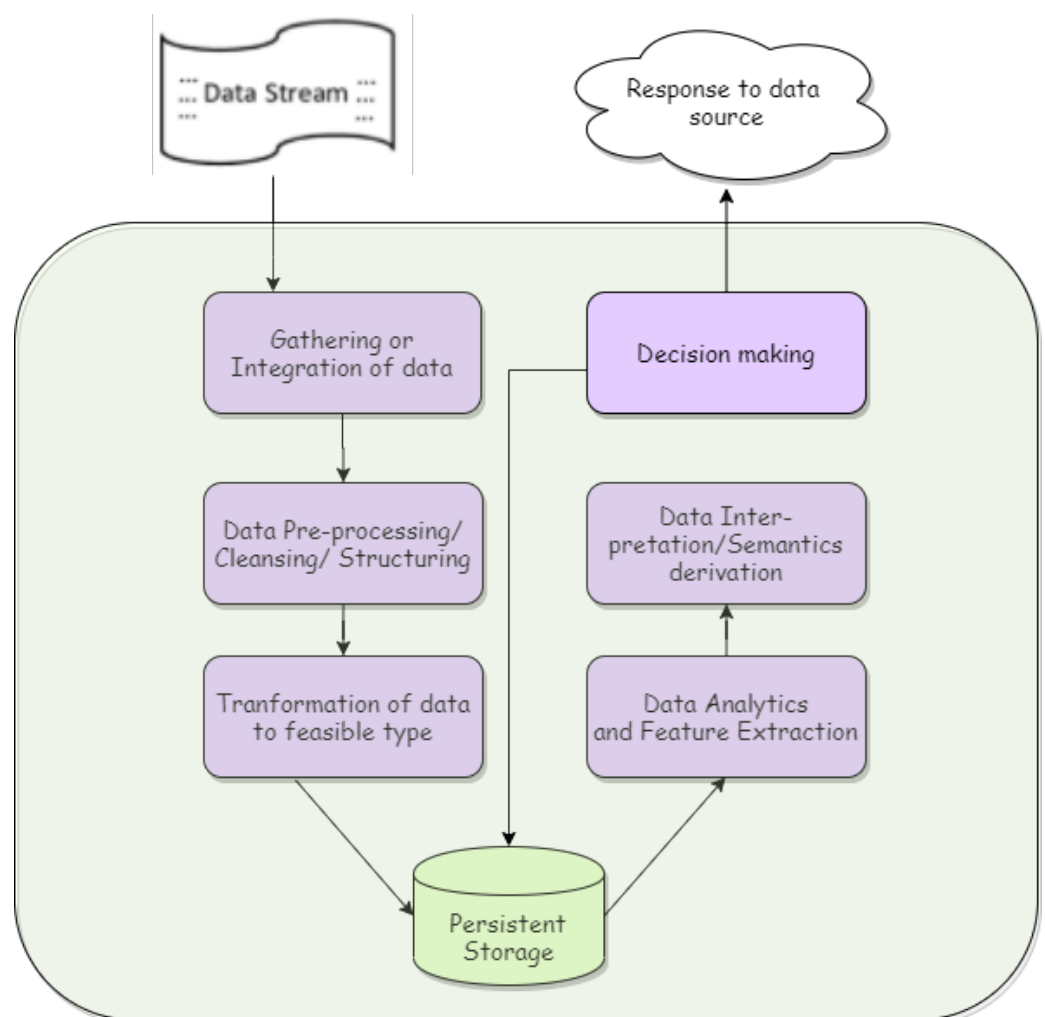 Data Stream
Response to data
source
Gathering or
Integration of data
Decision making
Data Pre-processing/
Cleansing/ Structuring
Data Inter-
pretation/Semantics
derivation
Tranformation of data
to feasible type
Data Analytics
and Feature Extraction
Persistent
Storage